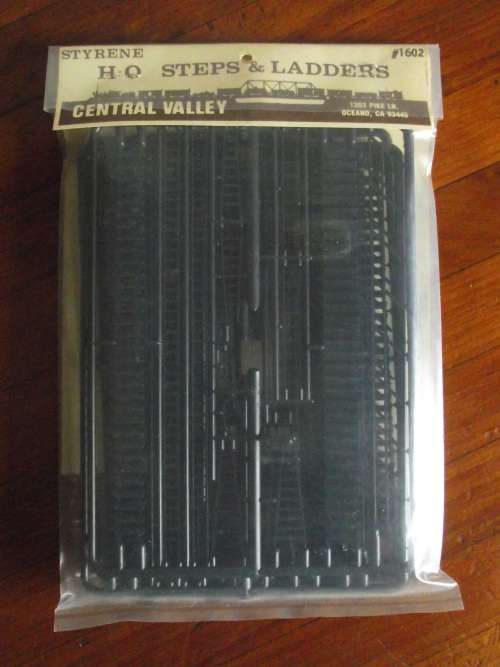 STYRENE
#1602
H-O STEPS & LADDERS
CENTRAL VALLEY
1203 PIKE LN.
OCEANO, CA 93445